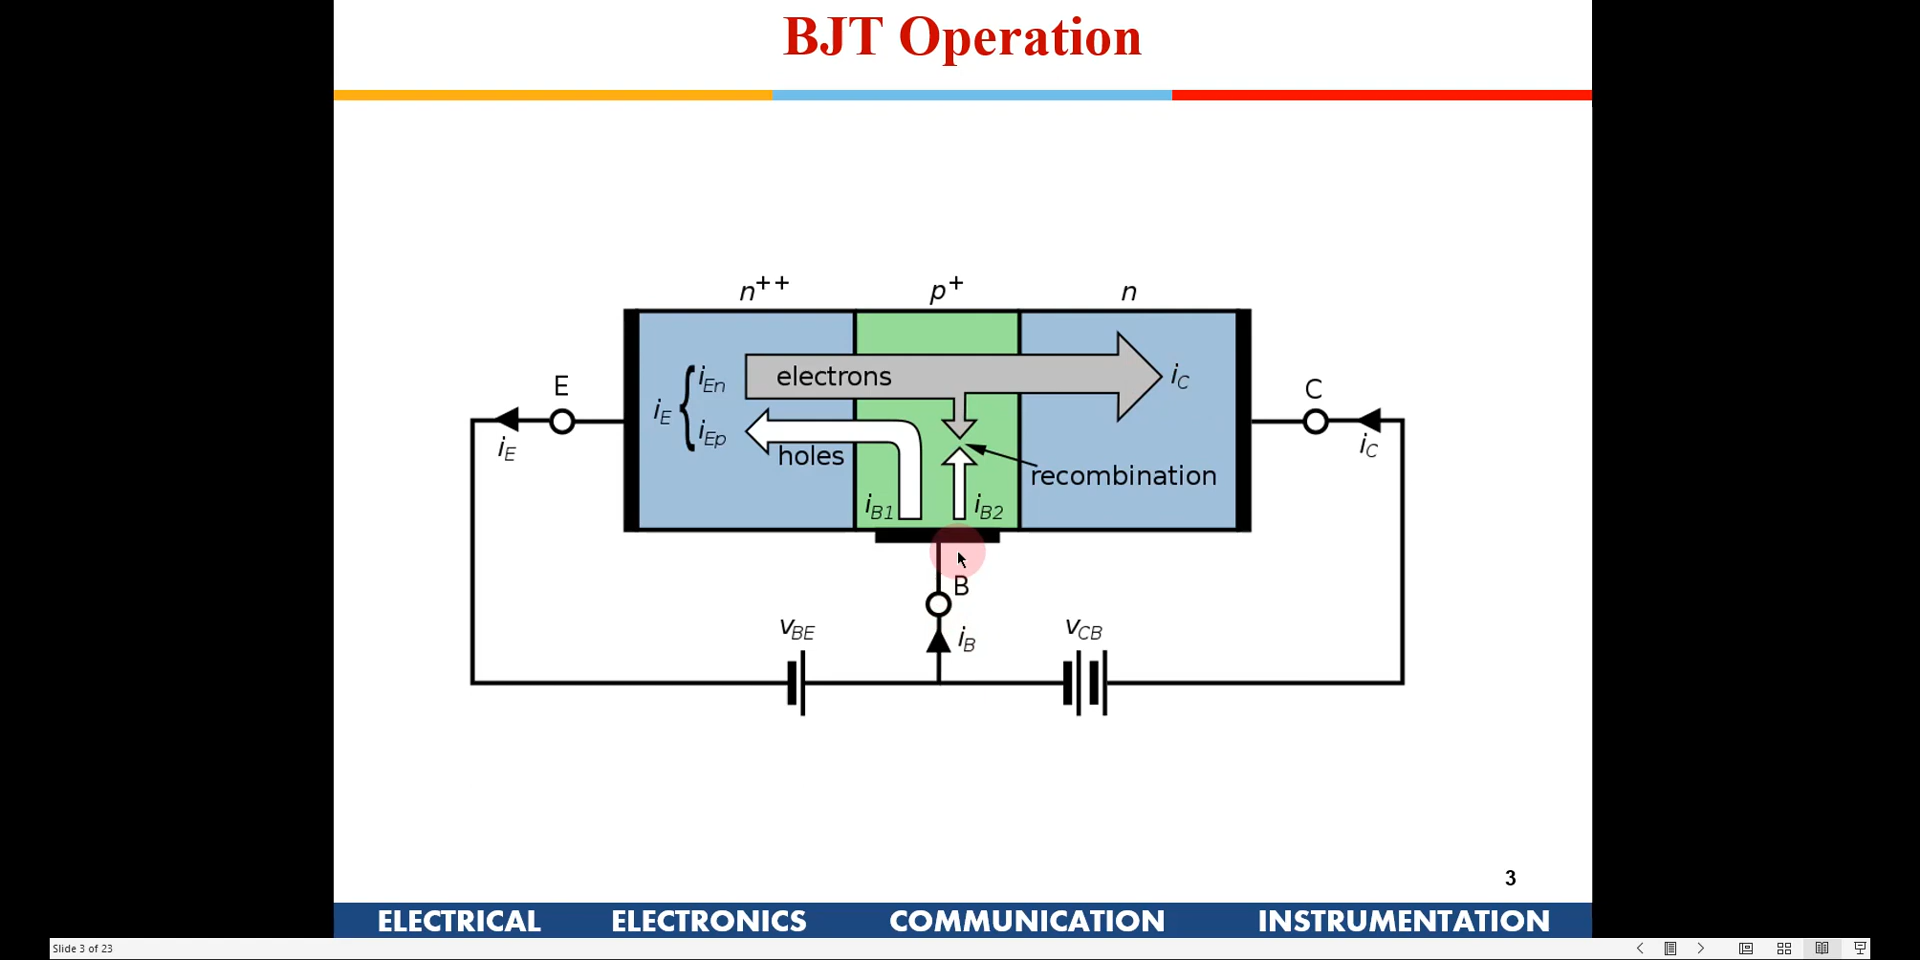 BJT Operation
n++ p+ n
electrons
iEn
iC
iE
iEp
holes
recombination
iB1 iB2
E
iE
C
iC
B
iB
vBE
vCB
3
ELECTRICAL ELECTRONICS COMMUNICATION INSTRUMENTATION
Slide 3 of 23